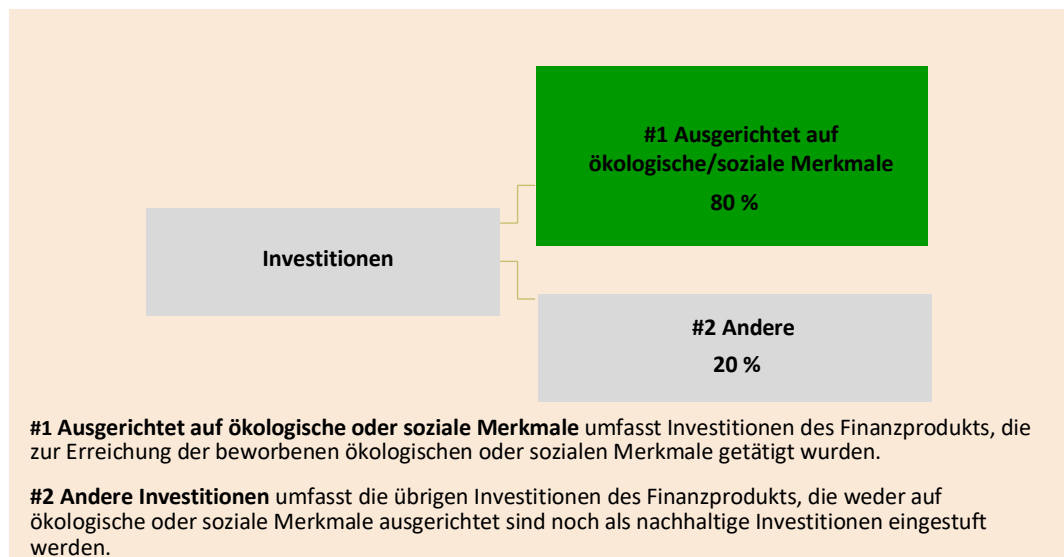 #1 Ausgerichtet auf
ökologische/soziale Merkmale
80 %
Investitionen
#2 Andere
20 %
#1 Ausgerichtet auf ökologische oder soziale Merkmale umfasst Investitionen des Finanzprodukts, die
zur Erreichung der beworbenen ökologischen oder sozialen Merkmale getätigt wurden.
#2 Andere Investitionen umfasst die übrigen Investitionen des Finanzprodukts, die weder auf
ökologische oder soziale Merkmale ausgerichtet sind noch als nachhaltige Investitionen eingestuft
werden.